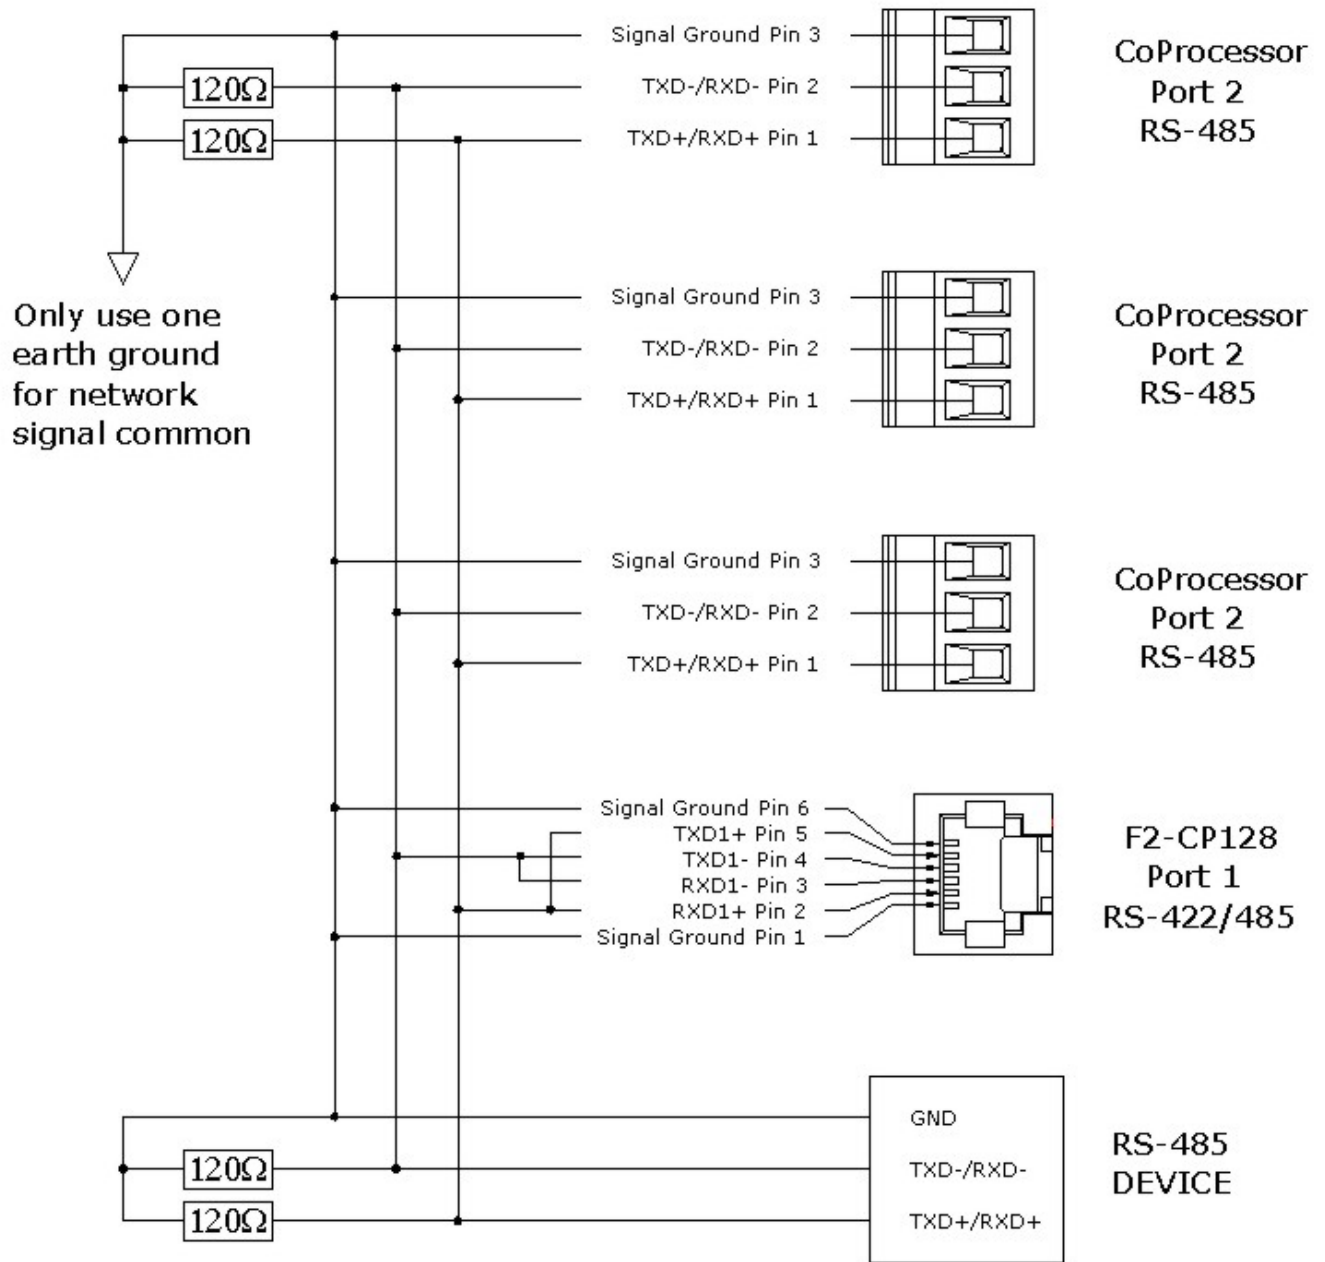 Signal Ground Pin 3
120Ω
TXD-/RXD- Pin 2
120Ω
TXD+/RXD+ Pin 1
CoProcessor
Port 2
RS-485
Only use one
earth ground
for network
signal common
Signal Ground Pin 3
TXD-/RXD- Pin 2
TXD+/RXD+ Pin 1
CoProcessor
Port 2
RS-485
Signal Ground Pin 3
TXD-/RXD- Pin 2
TXD+/RXD+ Pin 1
CoProcessor
Port 2
RS-485
Signal Ground Pin 6
TXD1+ Pin 5
TXD1- Pin 4
RXD1- Pin 3
RXD1+ Pin 2
Signal Ground Pin 1
F2-CP128
Port 1
RS-422/485
GND
120Ω
TXD-/RXD-
120Ω
TXD+/RXD+
RS-485
DEVICE